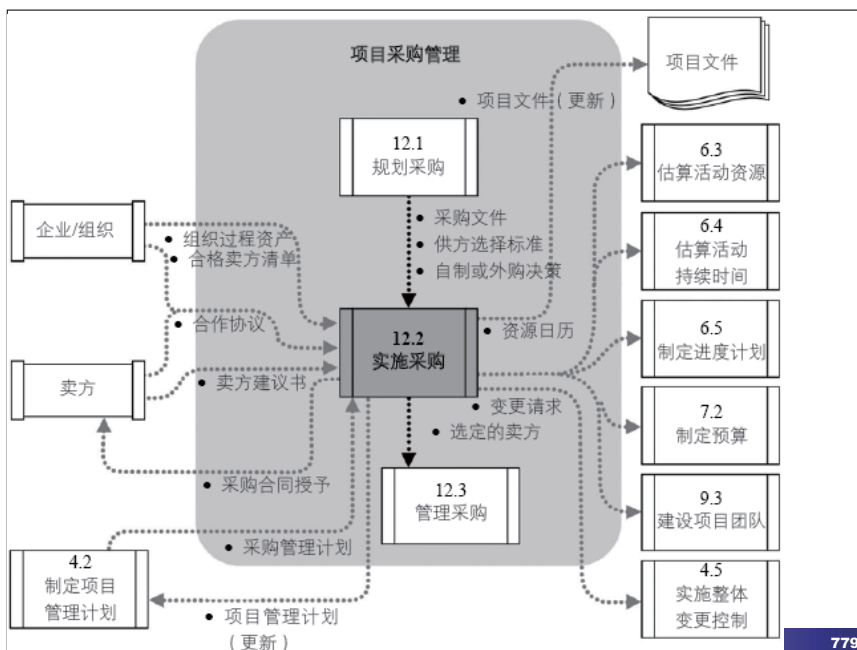 项目采购管理
项目文件
• 项目文件（更新）
12.1
规划采购
6.3
估算活动资源
企业/组织
• 组织过程资产
• 合格卖方清单
• 采购文件
• 供方选择标准
• 自制或外购决策
6.4
估算活动
持续时间
• 合作协议
12.2
实施采购
• 资源日历
6.5
制定进度计划
卖方
• 卖方建议书
• 变更请求
• 选定的卖方
7.2
制定预算
• 采购合同授予
12.3
管理采购
9.3
建设项目团队
• 采购管理计划
4.2
制定项目
管理计划
• 项目管理计划
（更新）
4.5
实施整体
变更控制
779